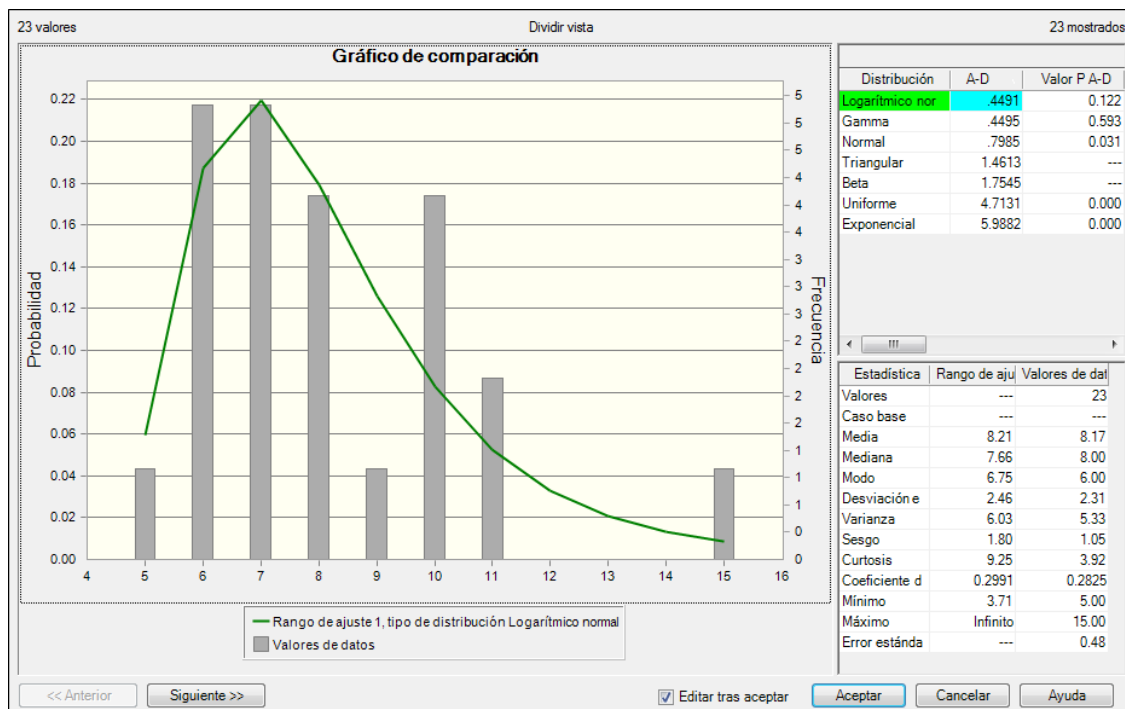 23 valores Dividir vista 23 mostrados
Gráfico de comparación
Probabilidad
0.22
0.20
0.18
0.16
0.14
0.12
0.10
0.08
0.06
0.04
0.02
0.00
4 5 6 7 8 9 10 11 12 13 14 15 16
5
5
5
4
4
4
3
3
3
2
2
2
2
1
1
1
0
0
Frecuencia
Rango de ajuste 1, tipo de distribución Logarítmico normal
Valores de datos
Distribución A-D Valor P A-D
Logarítmico nor .4491 0.122
Gamma .4495 0.593
Normal .7985 0.031
Triangular 1.4613 ---
Beta 1.7545 ---
Uniforme 4.7131 0.000
Exponencial 5.9882 0.000
Estadística Rango de aju Valores de dat
Valores --- 23
Caso base --- ---
Media 8.21 8.17
Mediana 7.66 8.00
Modo 6.75 6.00
Desviación e 2.46 2.31
Varianza 6.03 5.33
Sesgo 1.80 1.05
Curtosis 9.25 3.92
Coeficiente d 0.2991 0.2825
Mínimo 3.71 5.00
Máximo Infinito 15.00
Error estánda --- 0.48
<< Anterior Siguiente >> Editar tras aceptar Aceptar Cancelar Ayuda